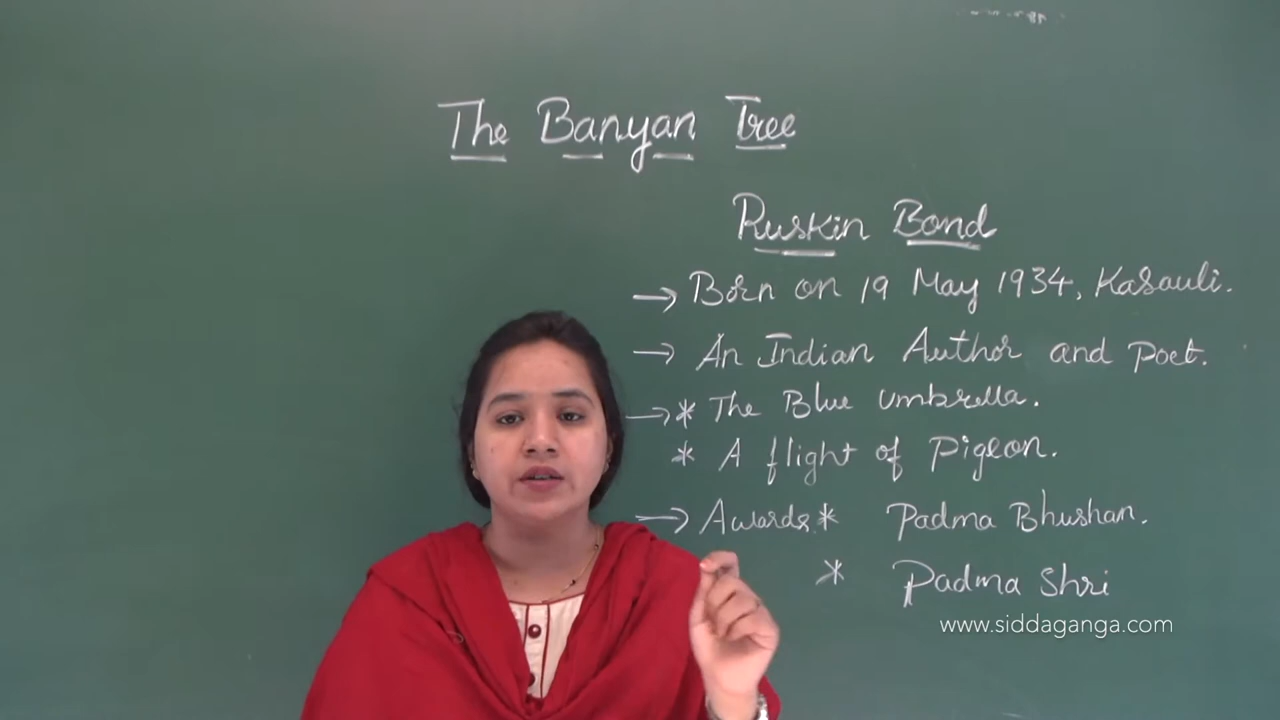 The Banyan Tree
Ruskin Bond
→ Born on 19 May 1934, Kasauli.
→ An Indian Author and Poet.
→ * The Blue Umbrella.
* A flight of Pigeon.
→ Awards * Padma Bhushan.
* Padma Shri
www.siddaganga.com